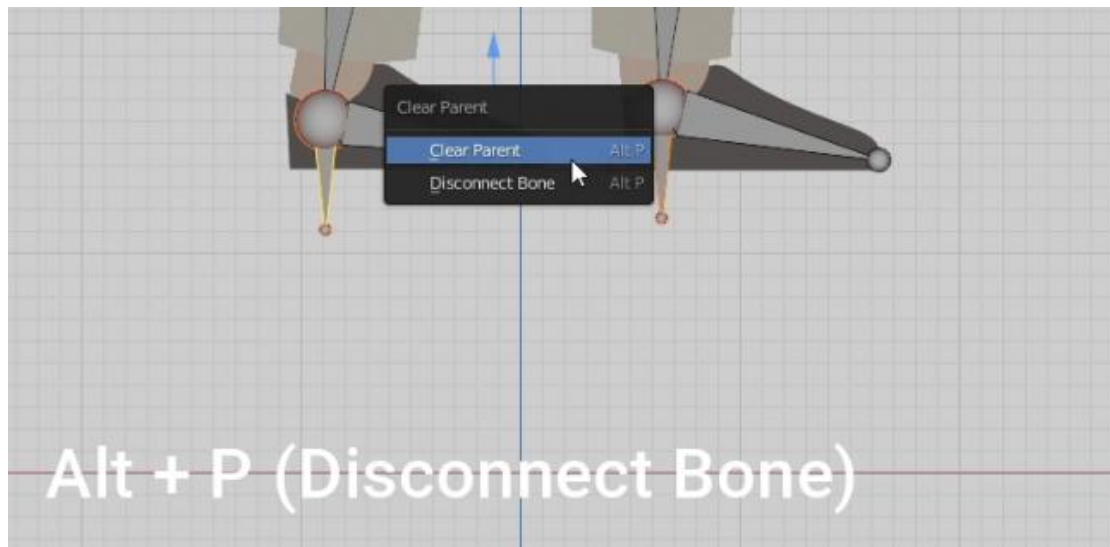 Clear Parent
Clear Parent Alt P
Disconnect Bone Alt P
Alt + P (Disconnect Bone)